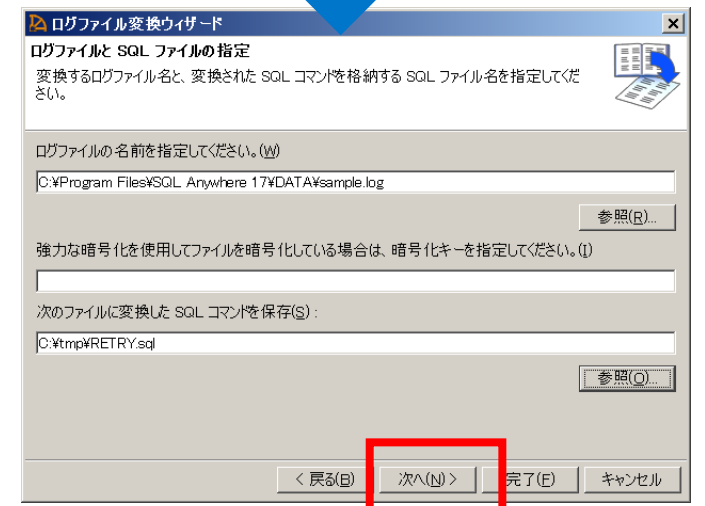 ログファイル変換ウィザード
ログファイルと SQL ファイルの指定
変換するログファイル名と、変換された SQL コマンドを格納する SQL ファイル名を指定してくだ
さい。
ログファイルの名前を指定してください。(W)
C:¥Program Files¥SQL Anywhere 17¥DATA¥sample.log
参照(R)...
強力な暗号化を使用してファイルを暗号化している場合は、暗号化キーを指定してください。(I)
次のファイルに変換した SQL コマンドを保存(S) :
C:¥tmp¥RETRY.sql
参照(O)...
< 戻る(B) 次へ(N) > 完了(F) キャンセル